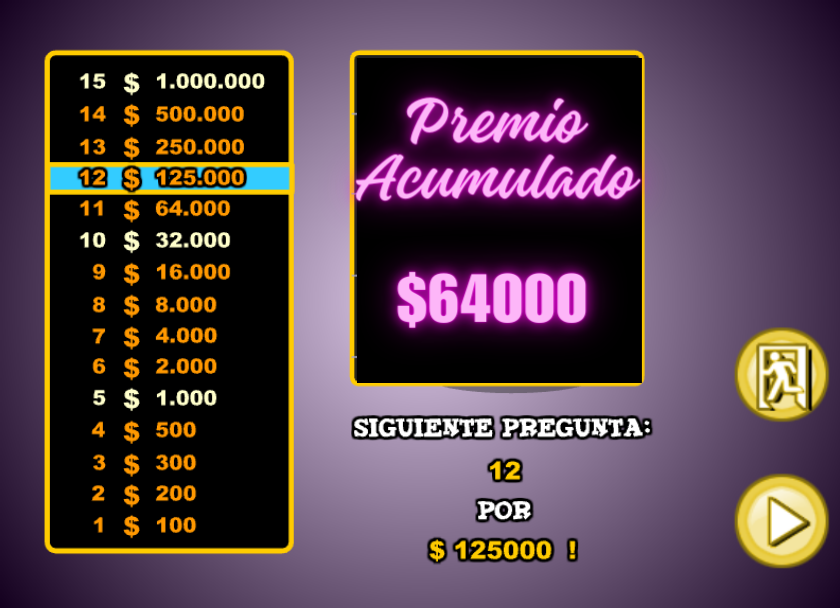 15 $ 1.000.000
14 $ 500.000
13 $ 250.000
12 $ 125.000
11 $ 64.000
10 $ 32.000
9 $ 16.000
8 $ 8.000
7 $ 4.000
6 $ 2.000
5 $ 1.000
4 $ 500
3 $ 300
2 $ 200
1 $ 100
Premio
Acumulado
$64000
SIGUIENTE PREGUNTA:
12
POR
$ 125000 !